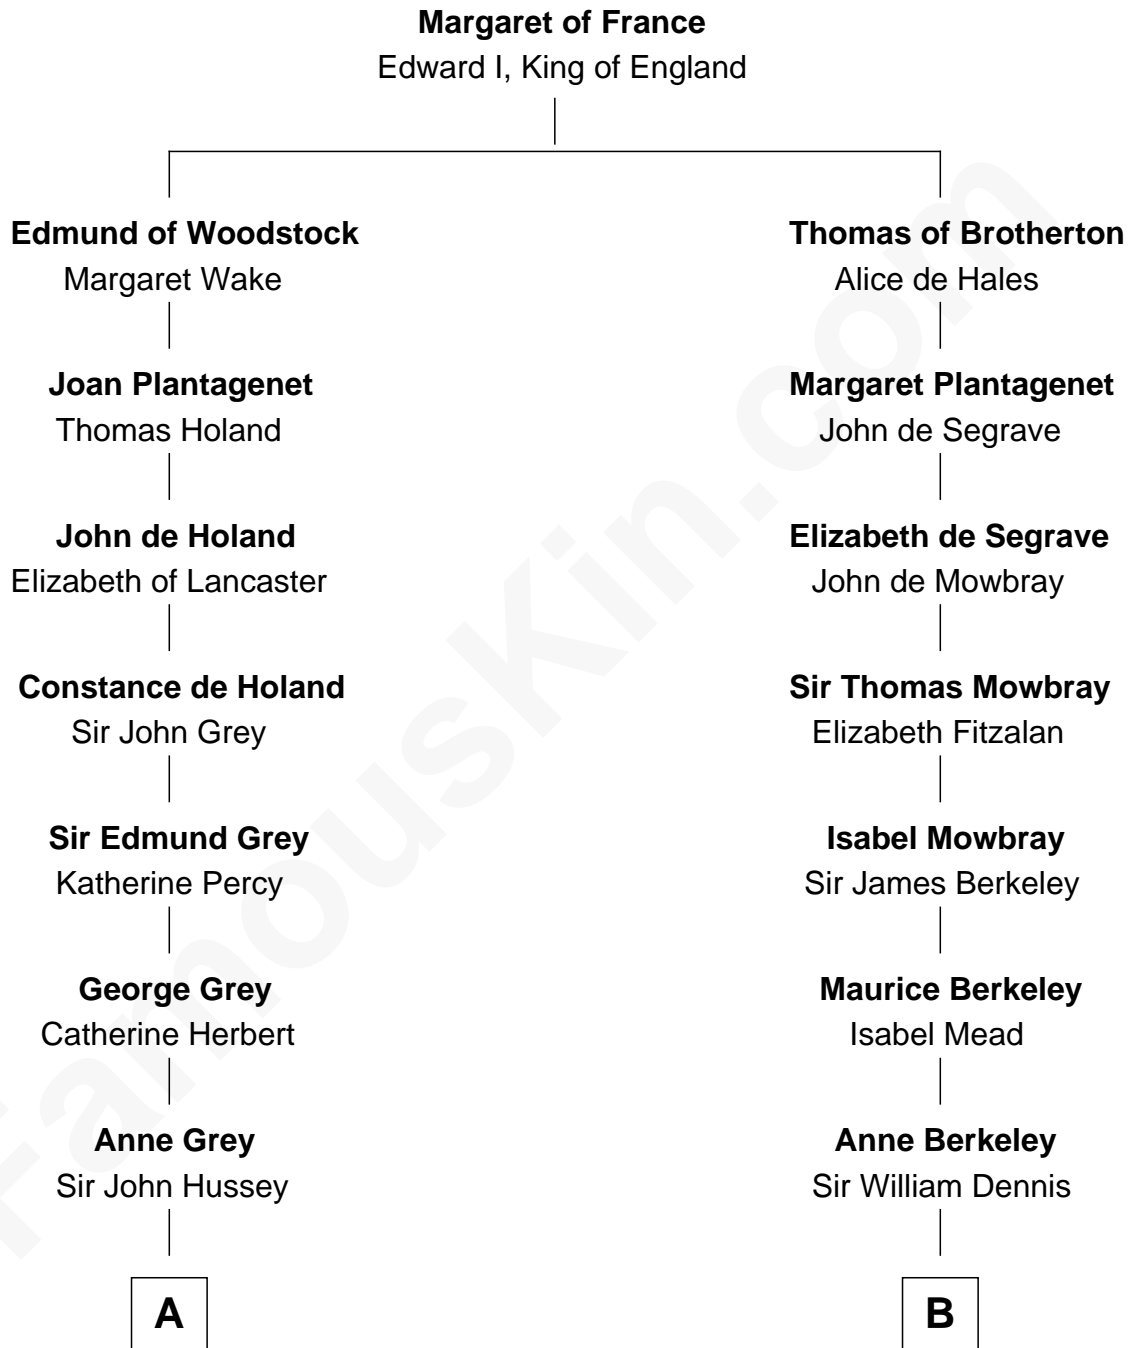 Margaret of France
Edward I, King of England
Edmund of Woodstock
Margaret Wake
Joan Plantagenet
Thomas Holand
John de Holand
Elizabeth of Lancaster
Constance de Holand
Sir John Grey
Sir Edmund Grey
Katherine Percy
George Grey
Catherine Herbert
Anne Grey
Sir John Hussey
A
Thomas of Brotherton
Alice de Hales
Margaret Plantagenet
John de Segrave
Elizabeth de Segrave
John de Mowbray
Sir Thomas Mowbray
Elizabeth Fitzalan
Isabel Mowbray
Sir James Berkeley
Maurice Berkeley
Isabel Mead
Anne Berkeley
Sir William Dennis
B
FamousKin.com